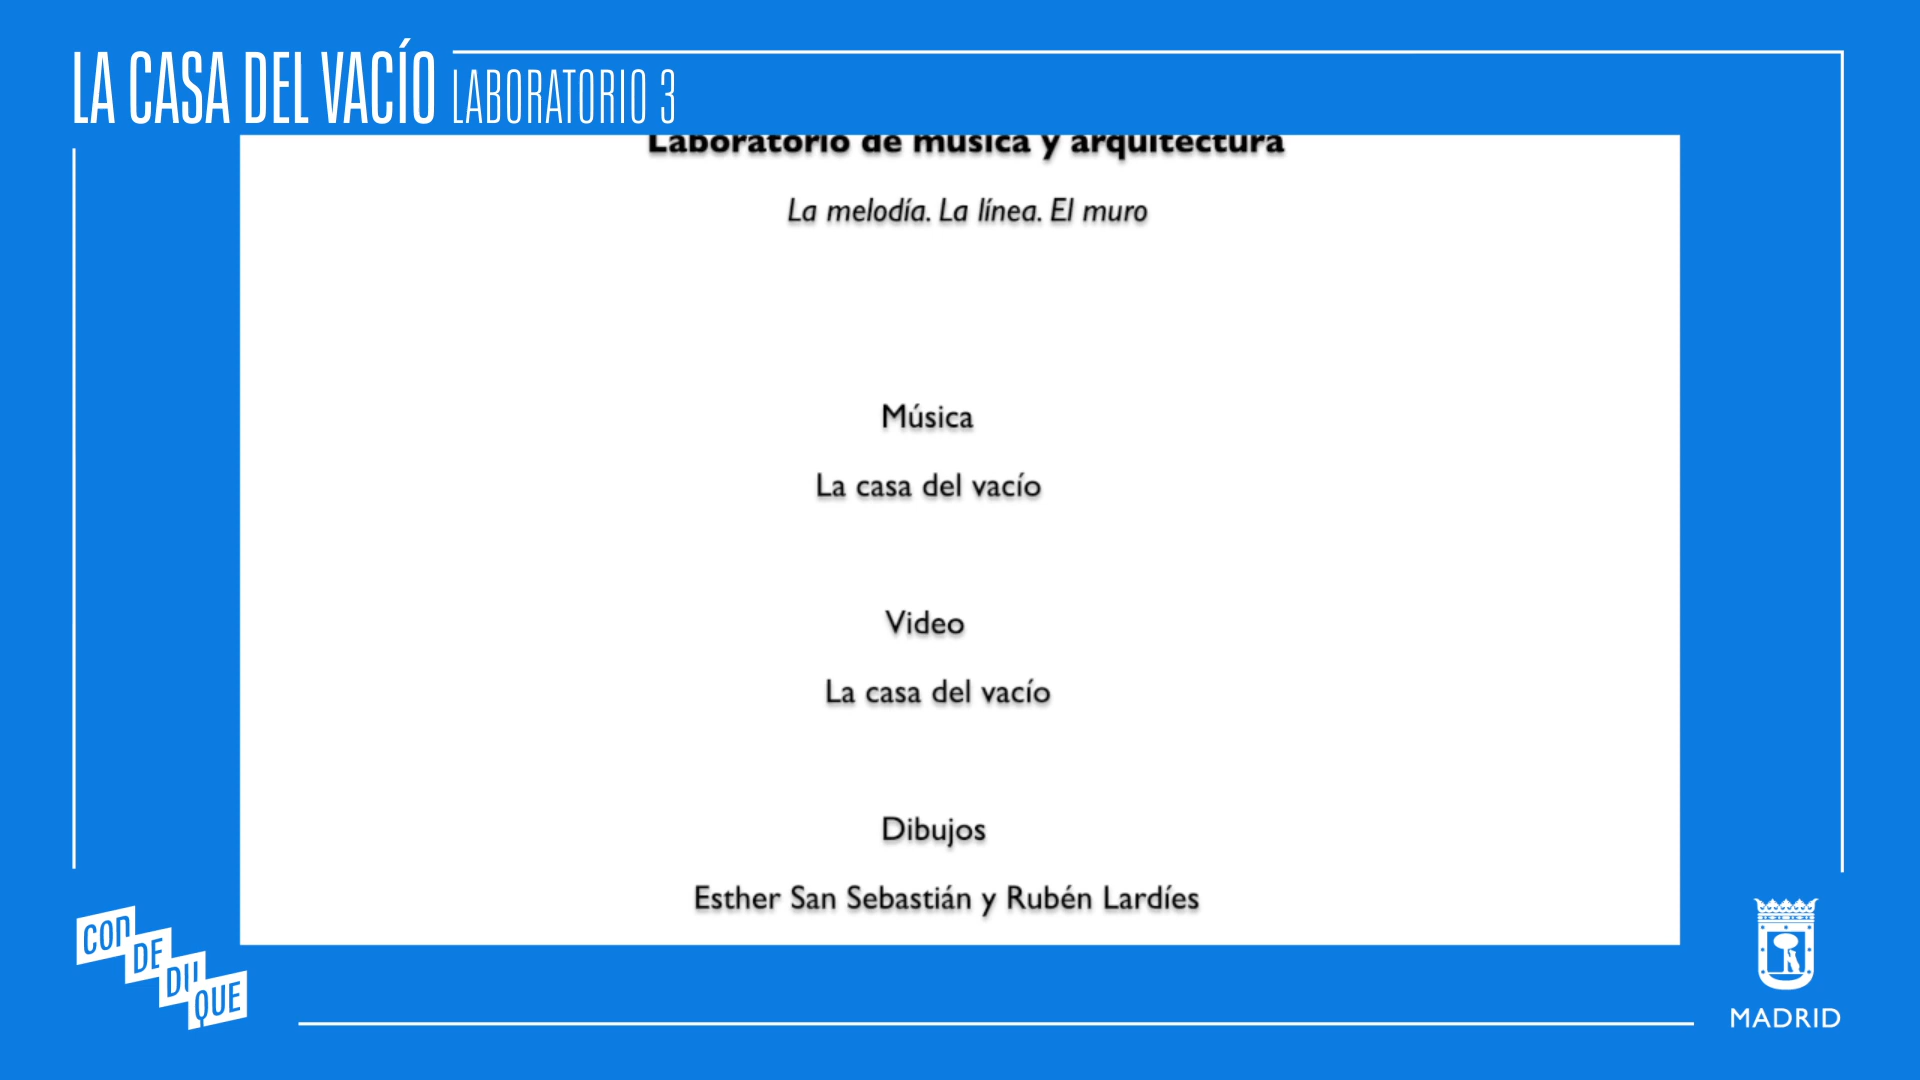 LA CASA DEL VACÍO LABORATORIO 3
Laboratorio de música y arquitectura
La melodía. La línea. El muro
Música
La casa del vacío
Video
La casa del vacío
Dibujos
Esther San Sebastián y Rubén Lardíes
CON
DE
DU
QUE
MADRID